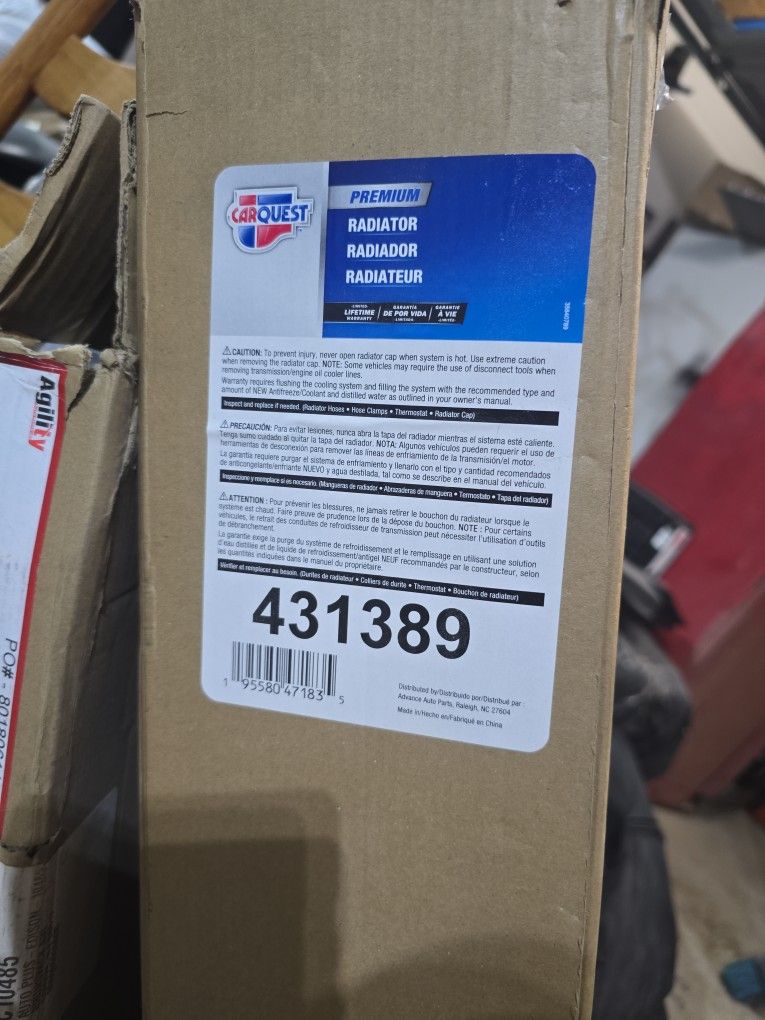 CARQUEST
PREMIUM
RADIATOR
RADIADOR
RADIATEUR
-LIMITED-
LIFETIME
WARRANTY
GARANTÍA
DE POR VIDA
-LIMITADA-
GARANTIE
À VIE
-LIMITÉE-
35840789
⚠CAUTION: To prevent injury, never open radiator cap when system is hot. Use extreme caution
when removing the radiator cap. NOTE: Some vehicles may require the use of disconnect tools when
removing transmission/engine oil cooler lines.
Warranty requires flushing the cooling system and filling the system with the recommended type and
amount of NEW Antifreeze/Coolant and distilled water as outlined in your owner's manual.
Inspect and replace if needed. (Radiator Hoses • Hose Clamps • Thermostat • Radiator Cap)
⚠PRECAUCIÓN: Para evitar lesiones, nunca abra la tapa del radiador mientras el sistema esté caliente.
Tenga sumo cuidado al quitar la tapa del radiador. NOTA: Algunos vehículos pueden requerir el uso de
herramientas de desconexión para remover las líneas de enfriamiento de la transmisión/el motor.
La garantía requiere purgar el sistema de enfriamiento y llenarlo con el tipo y cantidad recomendados
de anticongelante/enfriante NUEVO y agua destilada, tal como se describe en el manual del vehículo.
Inspeccione y reemplace si es necesario. (Mangueras de radiador • Abrazaderas de manguera • Termostato • Tapa del radiador)
⚠ATTENTION : Pour prévenir les blessures, ne jamais retirer le bouchon du radiateur lorsque le
système est chaud. Faire preuve de prudence lors de la dépose du bouchon. NOTE : Pour certains
véhicules, le retrait des conduites de refroidisseur de transmission peut nécessiter l'utilisation d'outils
de débranchement.
La garantie exige la purge du système de refroidissement et le remplissage en utilisant une solution
d'eau distillée et de liquide de refroidissement/antigel NEUF recommandés par le constructeur, selon
les quantités indiquées dans le manuel du propriétaire.
Vérifier et remplacer au besoin. (Durites de radiateur • Colliers de durite • Thermostat • Bouchon de radiateur)
431389
1 95580 47183 5
Distributed by/Distribuido por/Distribué par :
Advance Auto Parts, Raleigh, NC 27604
Made in/Hecho en/Fabriqué en China
Agility
PO# - 80180
AUTO PLUS - EDISON
C10485